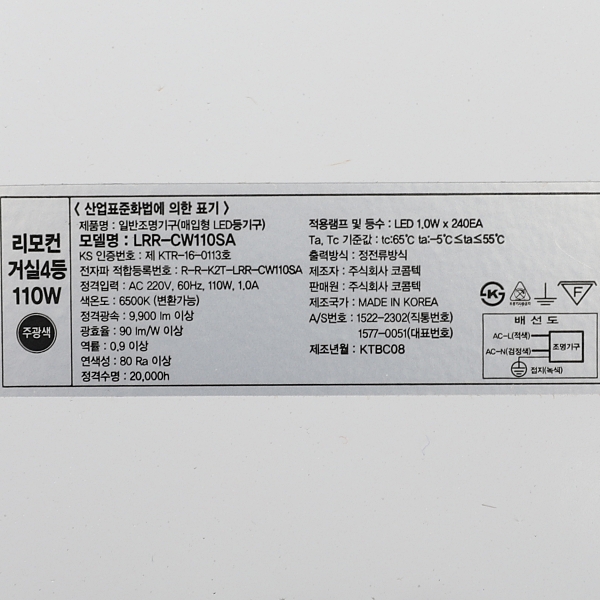 리모컨
거실4등
110W
주광색
< 산업표준화법에 의한 표기 >
제품명 : 일반조명기구(매입형 LED등기구)
모델명 : LRR-CW110SA
KS 인증번호 : 제 KTR-16-0113호
전자파 적합등록번호 : R-R-K2T-LRR-CW110SA
정격입력 : AC 220V, 60Hz, 110W, 1.0A
색온도 : 6500K (변환가능)
정격광속 : 9,900 lm 이상
광효율 : 90 lm/W 이상
역률 : 0.9 이상
연색성 : 80 Ra 이상
정격수명 : 20,000h
적용램프 및 등수 : LED 1.0W x 240EA
Ta, Tc 기준값 : tc:65℃ ta:-5℃≤ta≤55℃
출력방식 : 정전류방식
제조자 : 주식회사 코콤텍
판매원 : 주식회사 코콤텍
제조국가 : MADE IN KOREA
A/S번호 : 1522-2302(직통번호)
1577-0051(대표번호)
제조년월 : KTBC08
F
배 선 도
AC-L(적색)
AC-N(검정색)
조명기구
접지(녹색)